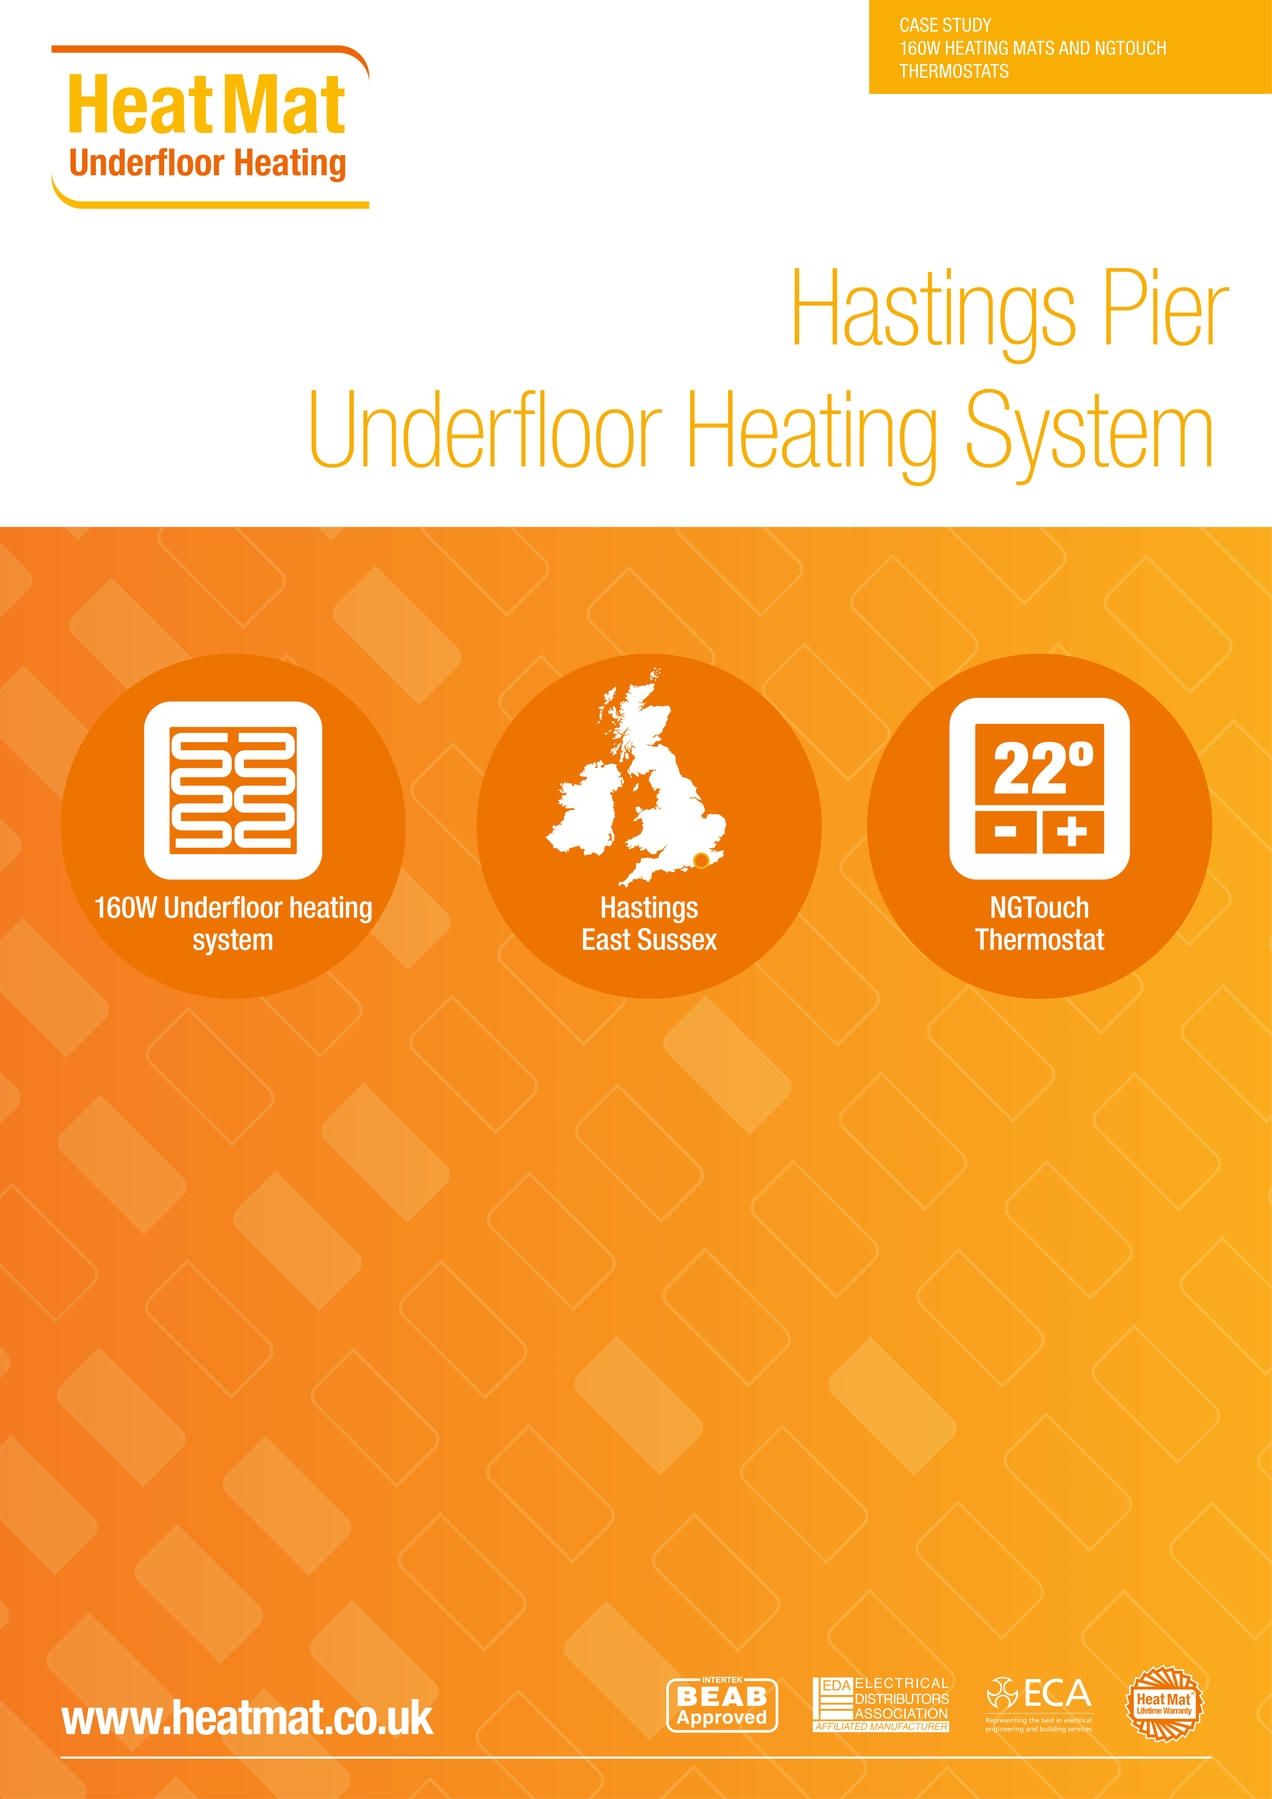 CASE STUDY
160W HEATING MATS AND NGTOUCH
THERMOSTATS
Heat Mat
Underfloor Heating
Hastings Pier
Underfloor Heating System
22º
- +
160W Underfloor heating
system
Hastings
East Sussex
NGTouch
Thermostat
www.heatmat.co.uk
INTERTEK
BEAB
Approved
EDA ELECTRICAL
DISTRIBUTORS
ASSOCIATION
AFFILIATED MANUFACTURER
ECA
Representing the best in electrical
engineering and building services
Heat Mat
Lifetime Warranty